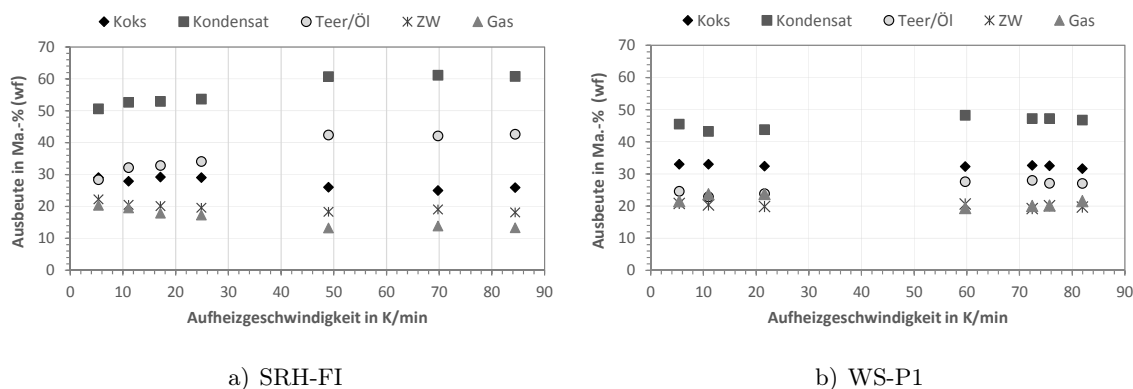 Koks Kondensat Teer/Öl ZW Gas
Ausbeute in Ma.-% (wf)
70
60
50
40
30
20
10
0
0 10 20 30 40 50 60 70 80 90
Aufheizgeschwindigkeit in K/min
a) SRH-FI
Koks Kondensat Teer/Öl ZW Gas
Ausbeute in Ma.-% (wf)
70
60
50
40
30
20
10
0
0 10 20 30 40 50 60 70 80 90
Aufheizgeschwindigkeit in K/min
b) WS-P1